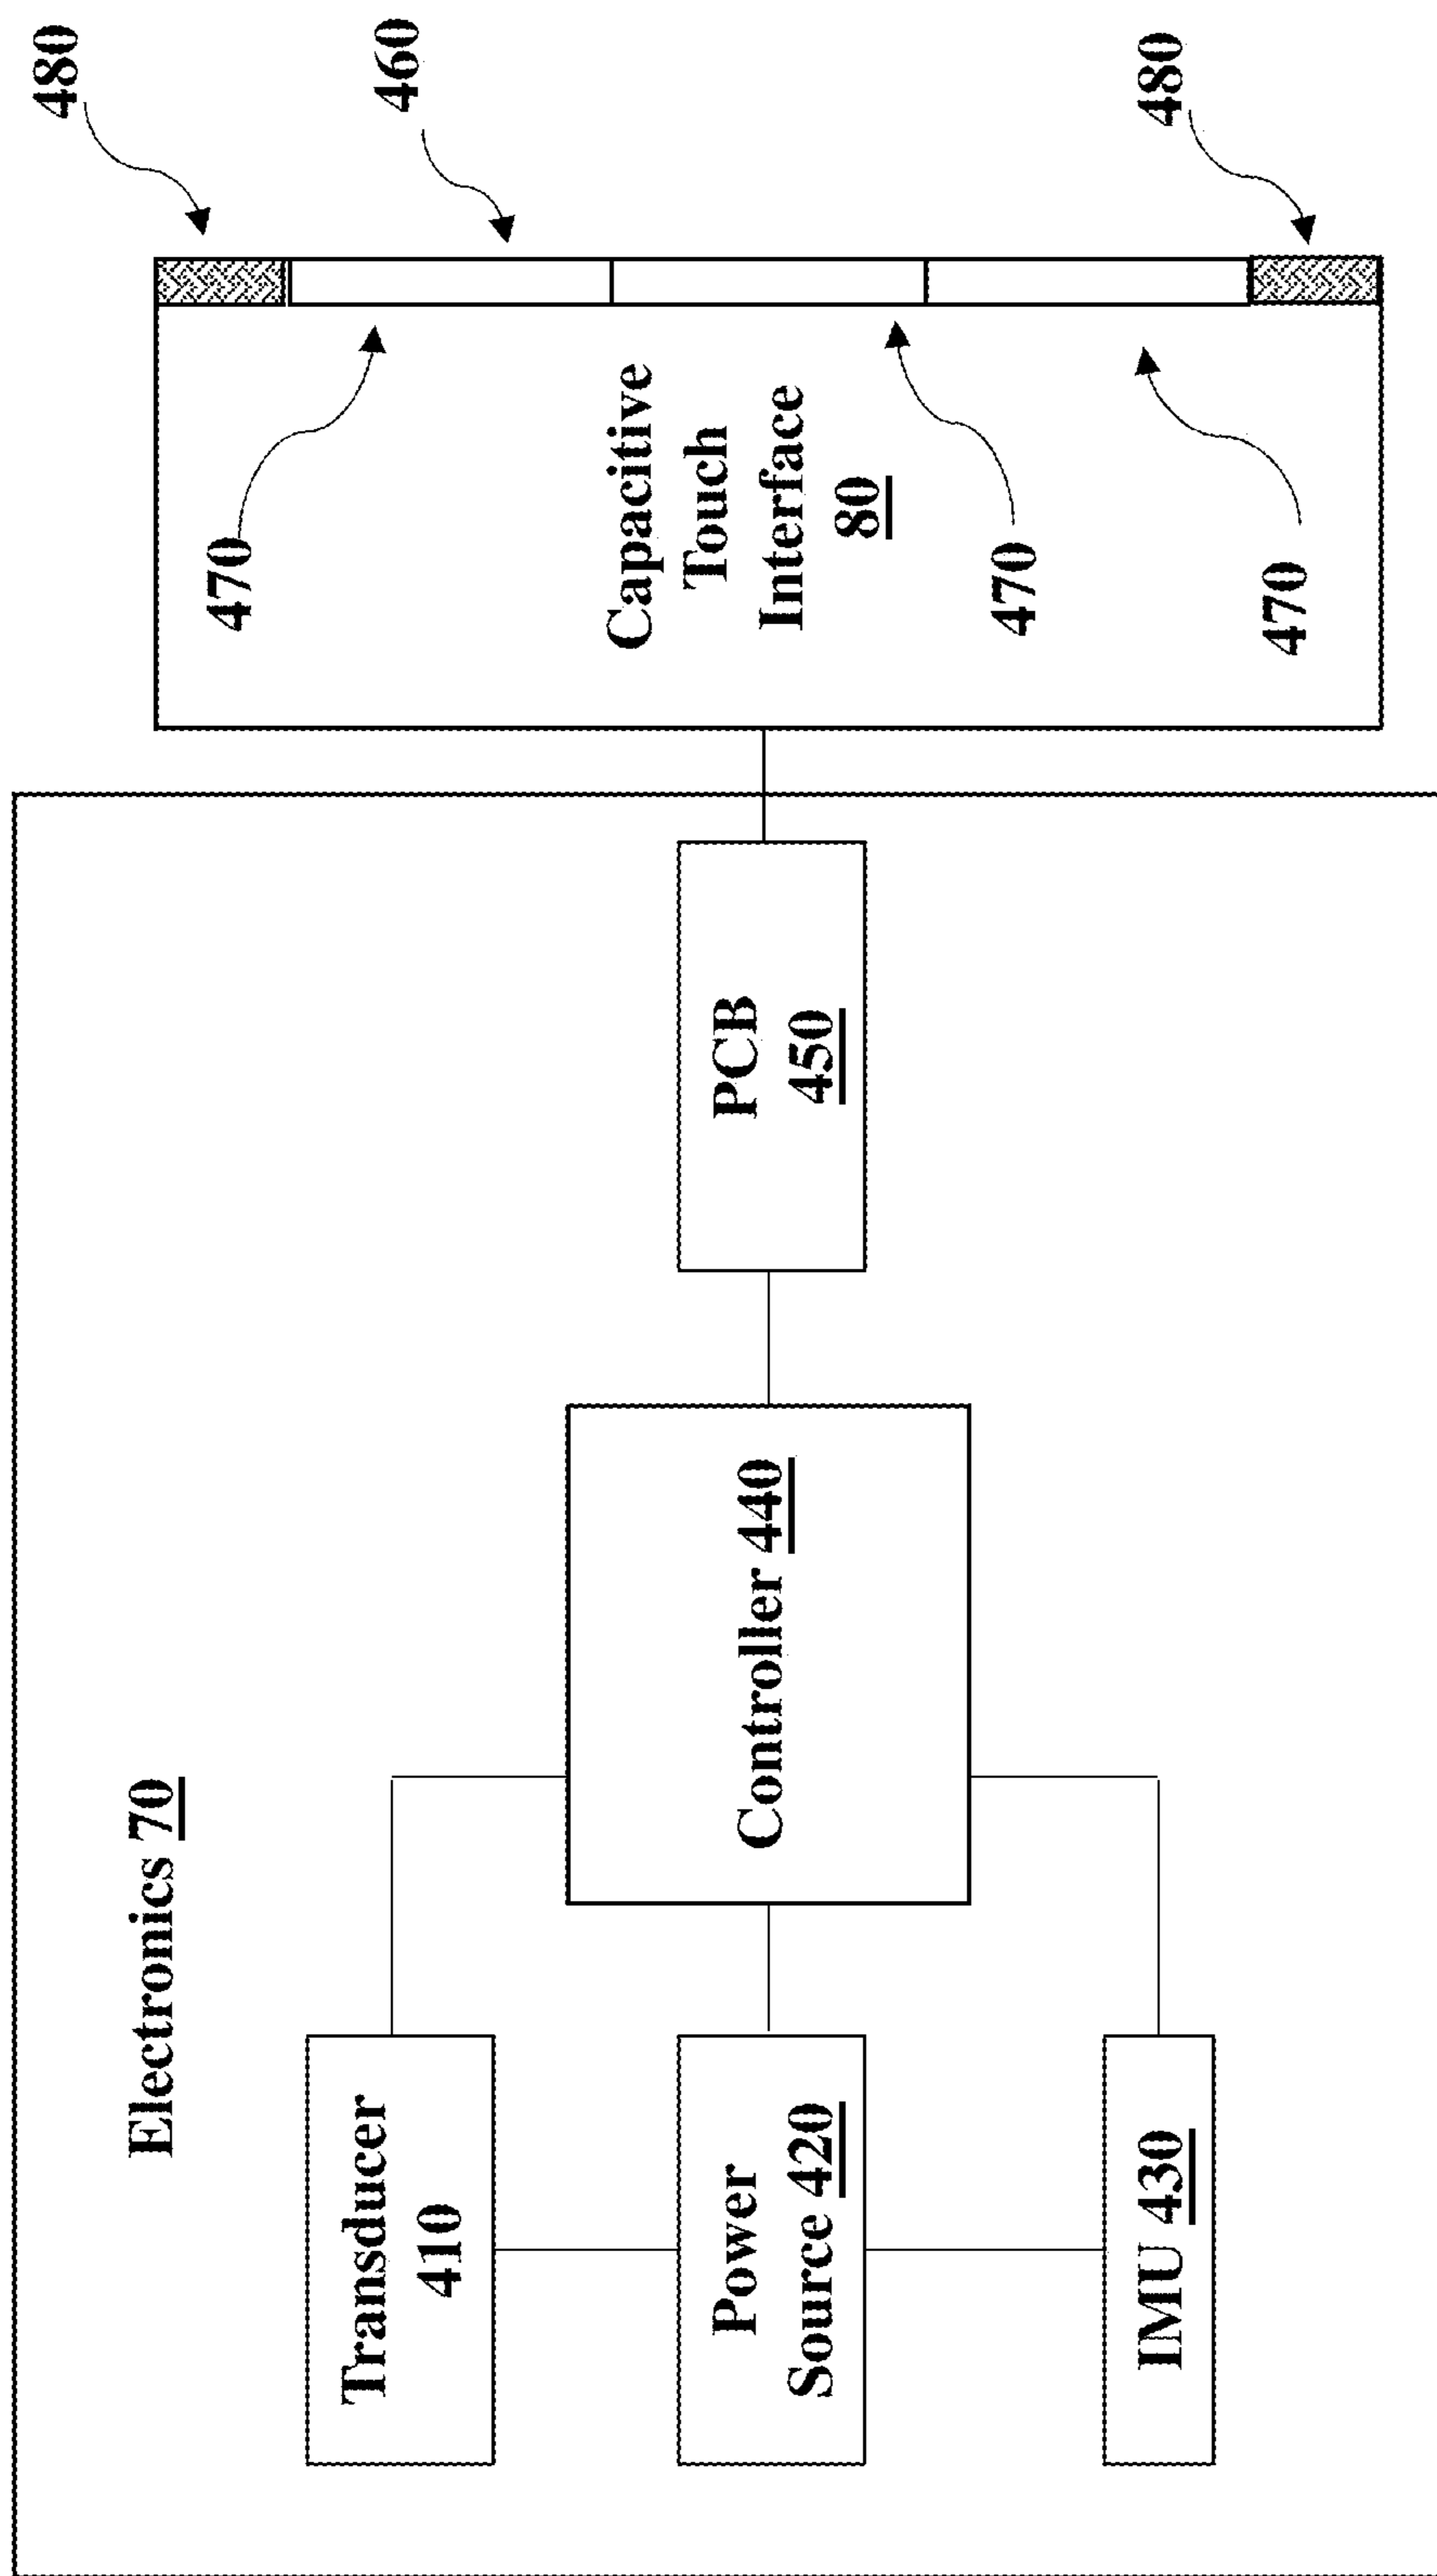 Electronics 70
Transducer
410
Power
Source 420
IMU 430
Controller 440
PCB
450
Capacitive
Touch
Interface
80
470
470
470
480
460
480